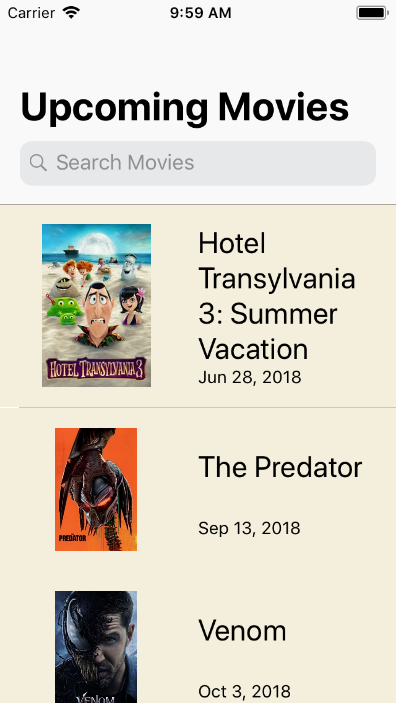 Carrier 9:59 AM
Upcoming Movies
Search Movies
Hotel
Transylvania
3: Summer
Vacation
Jun 28, 2018
HOTEL TRANSYLVANIA 3
The Predator
Sep 13, 2018
PREDATOR
Venom
Oct 3, 2018
VENOM